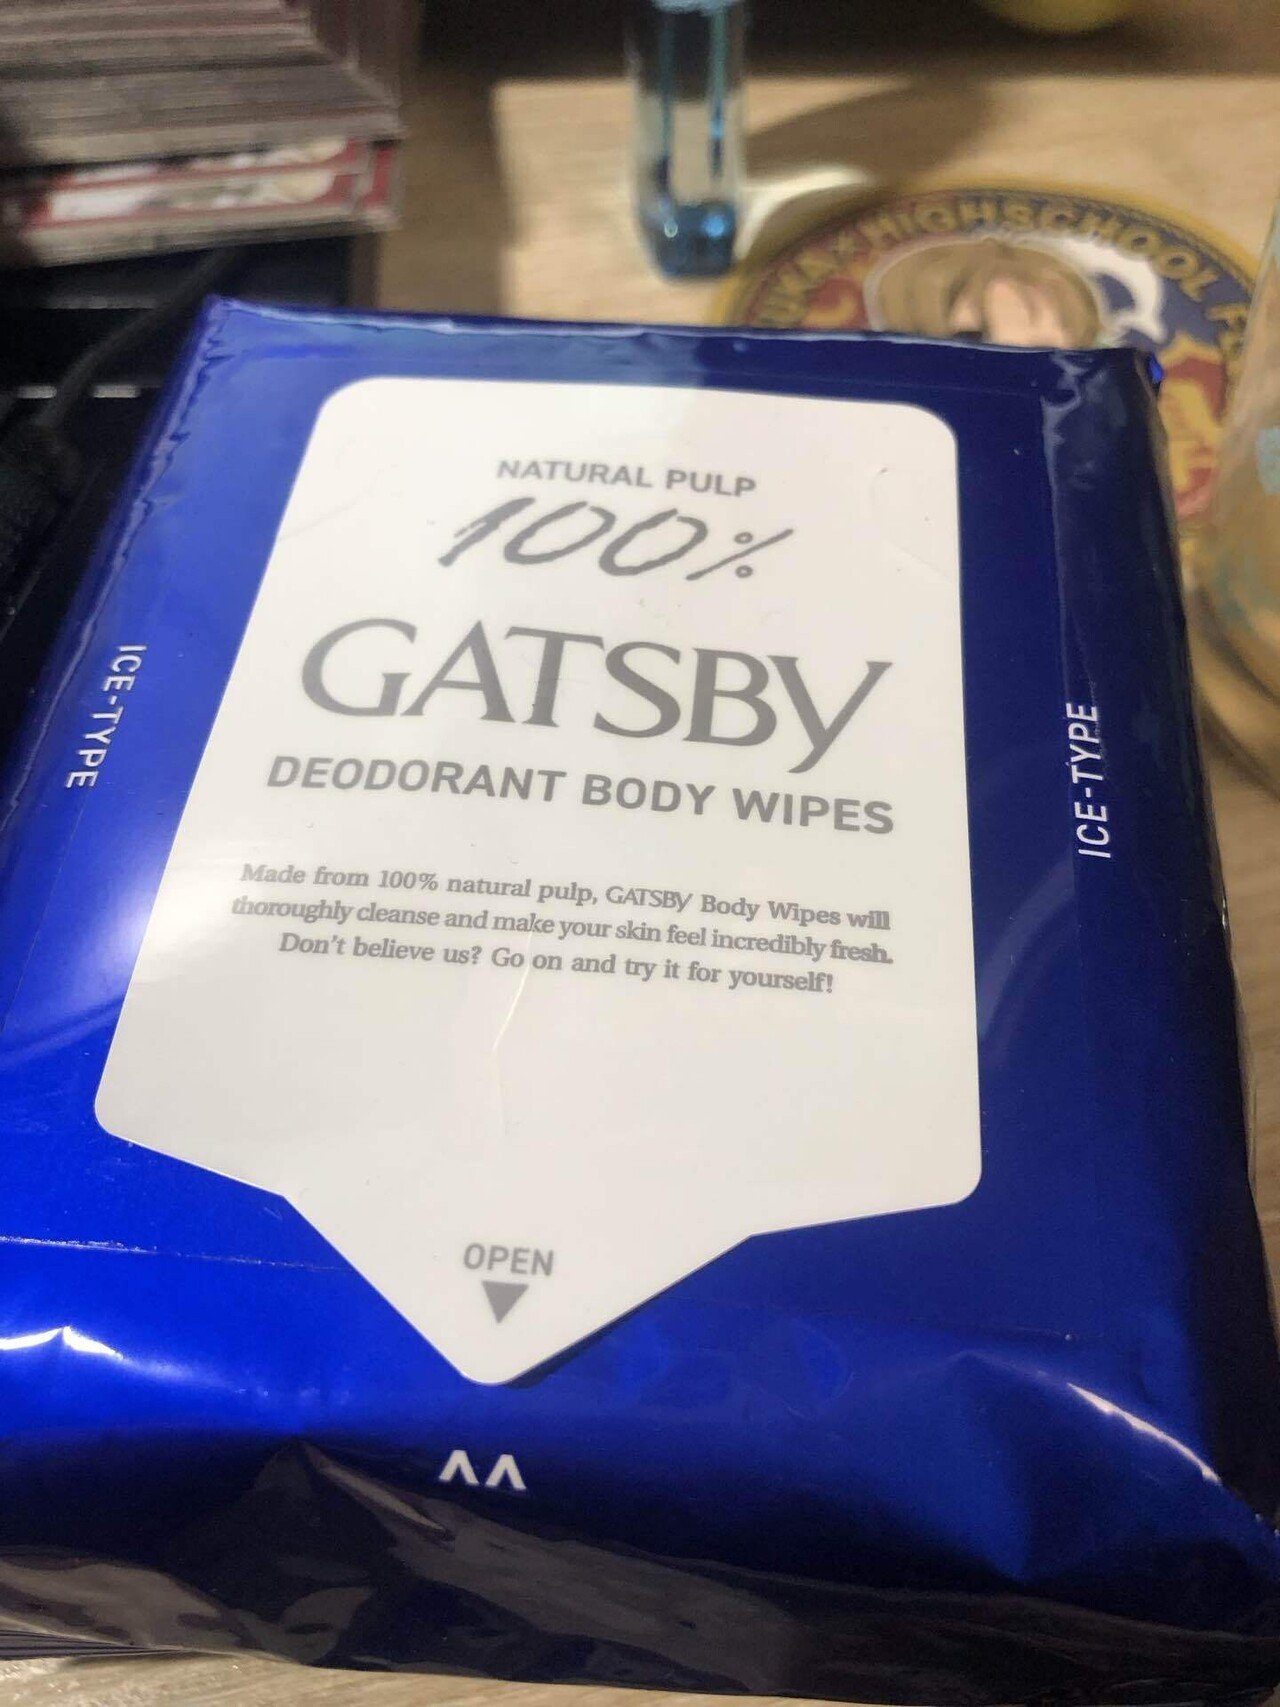 HIGHSCHOOL
NATURAL PULP
100%
GATSBY
DEODORANT BODY WIPES
Made from 100% natural pulp, GATSBY Body Wipes will
thoroughly cleanse and make your skin feel incredibly fresh.
Don't believe us? Go on and try it for yourself!
ICE-TYPE
ICE-TYPE
OPEN